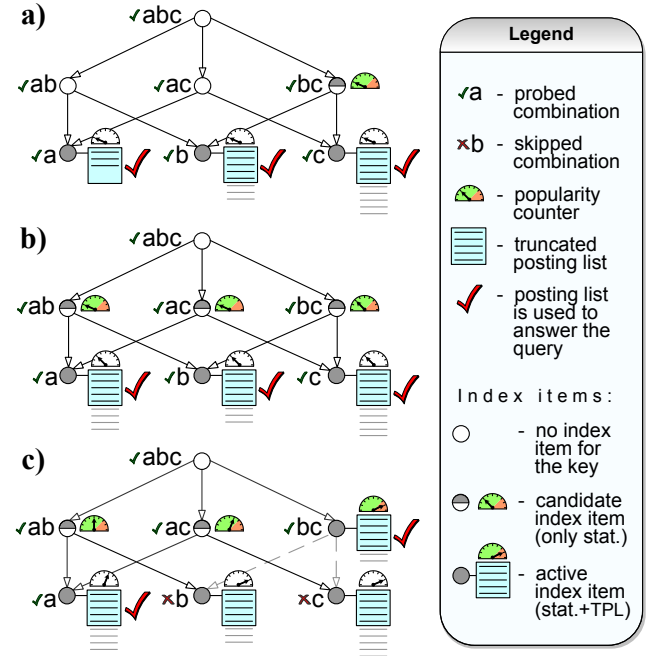 a)
✓abc
✓ab
✓ac
✓bc
✓a
✓b
✓c
b)
✓abc
✓ab
✓ac
✓bc
✓a
✓b
✓c
c)
✓abc
✓ab
✓ac
✓bc
✓a
×b
×c
Legend
✓a - probed
combination
×b - skipped
combination
- popularity
counter
- truncated
posting list
- posting list
is used to
answer the
query
Index items:
- no index
item for
the key
- candidate
index item
(only stat.)
- active
index item
(stat.+TPL)